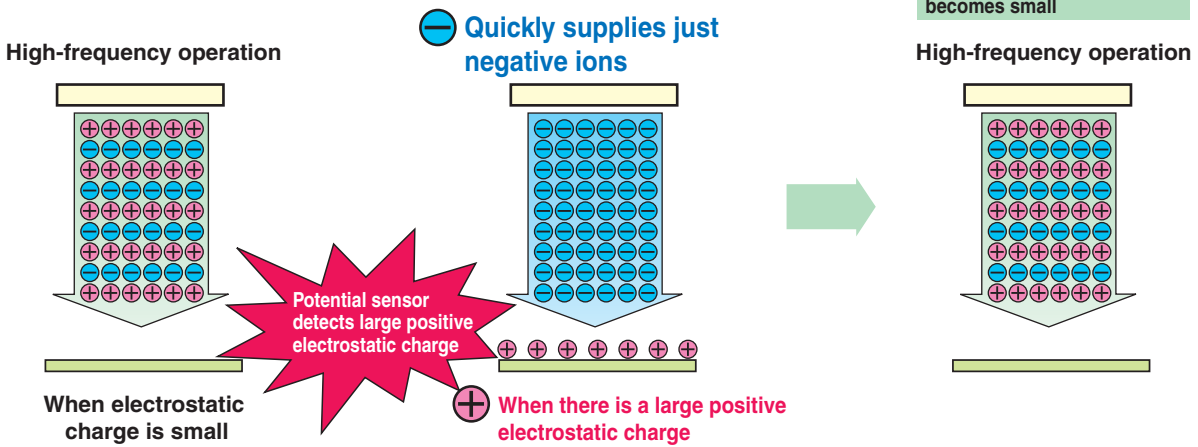 becomes small
High-frequency operation
Quickly supplies just
negative ions
High-frequency operation
Potential sensor
detects large positive
electrostatic charge
When electrostatic
charge is small
When there is a large positive
electrostatic charge